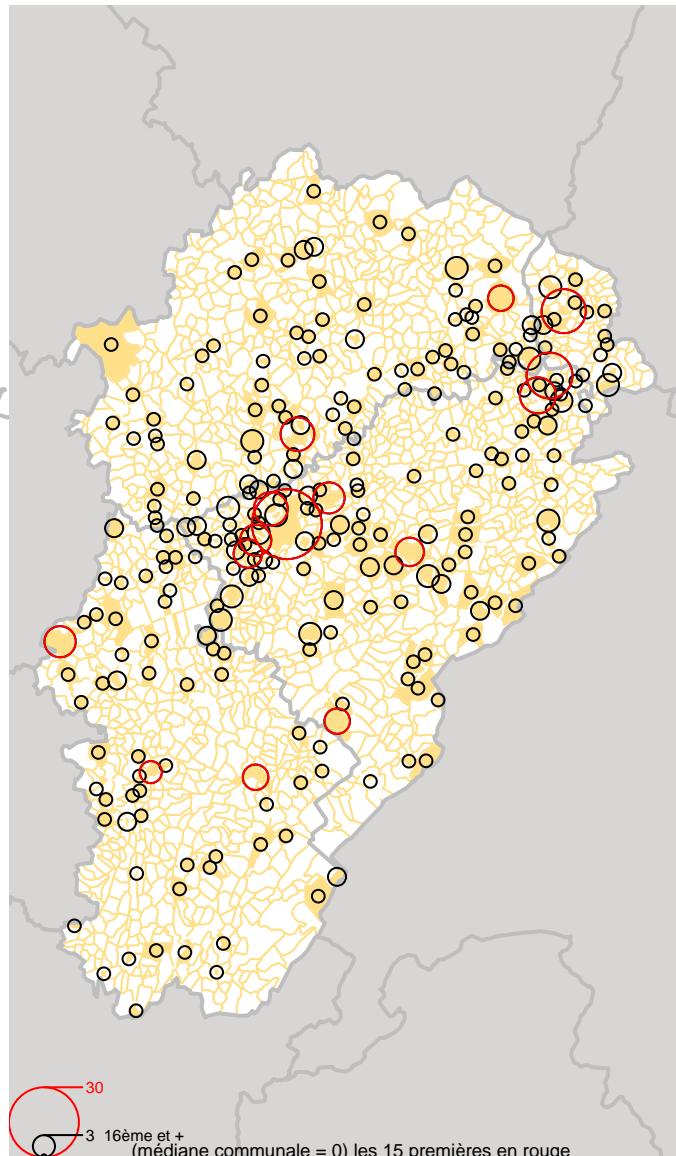 30
3 16ème et +
(médiane communale = 0) les 15 premières en rouge